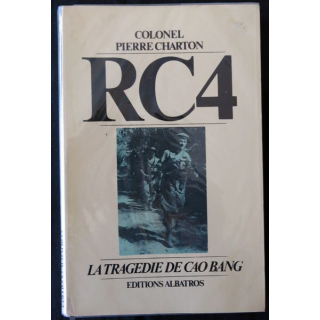 COLONEL
PIERRE CHARTON
RC4
LA TRAGEDIE DE CAO BANG
EDITIONS ALBATROS